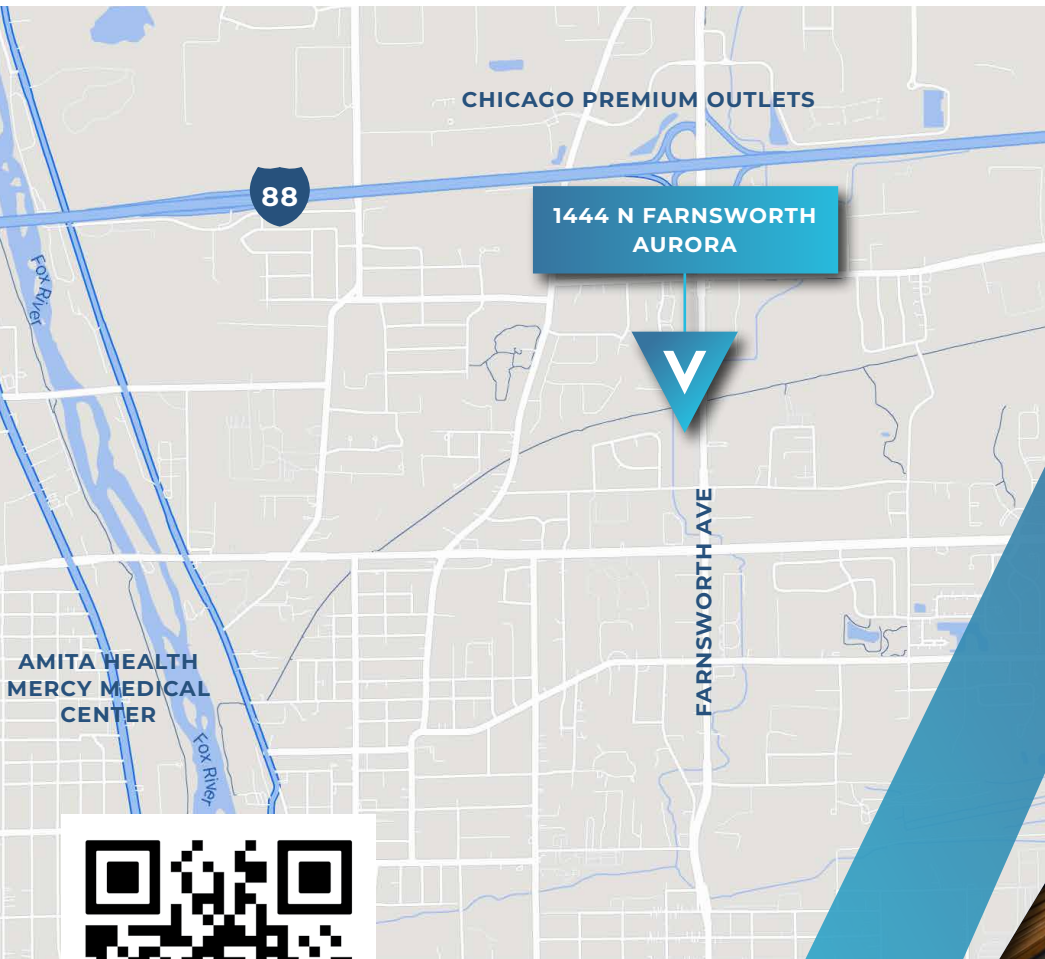 CHICAGO PREMIUM OUTLETS
88
1444 N FARNSWORTH
AURORA
Fox River
V
FARNSWORTH AVE
AMITA HEALTH
MERCY MEDICAL
CENTER
Fox River